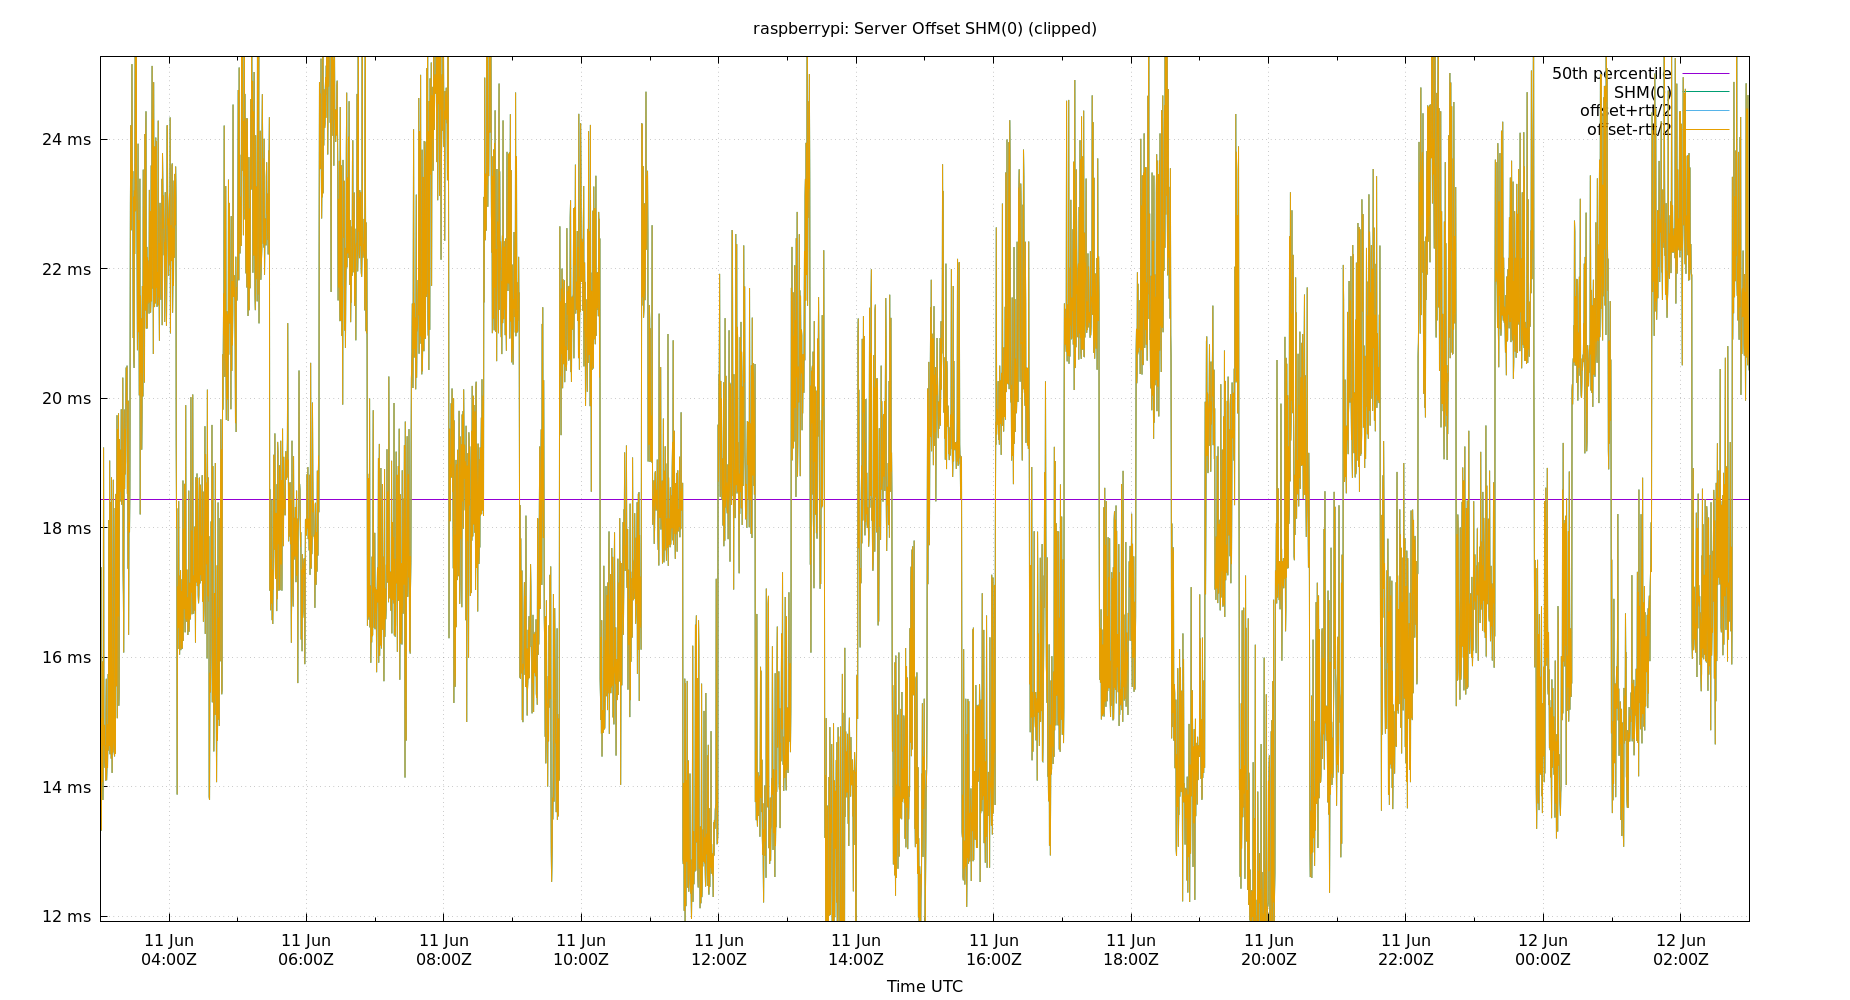 raspberrypi: Server Offset SHM(0) (clipped)
50th percentile
SHM(0)
offset+rtt/2
offset-rtt/2
24 ms
22 ms
20 ms
18 ms
16 ms
14 ms
12 ms
11 Jun 11 Jun 11 Jun 11 Jun 11 Jun 11 Jun 11 Jun 11 Jun 11 Jun 11 Jun 12 Jun 12 Jun
04:00Z 06:00Z 08:00Z 10:00Z 12:00Z 14:00Z 16:00Z 18:00Z 20:00Z 22:00Z 00:00Z 02:00Z
Time UTC